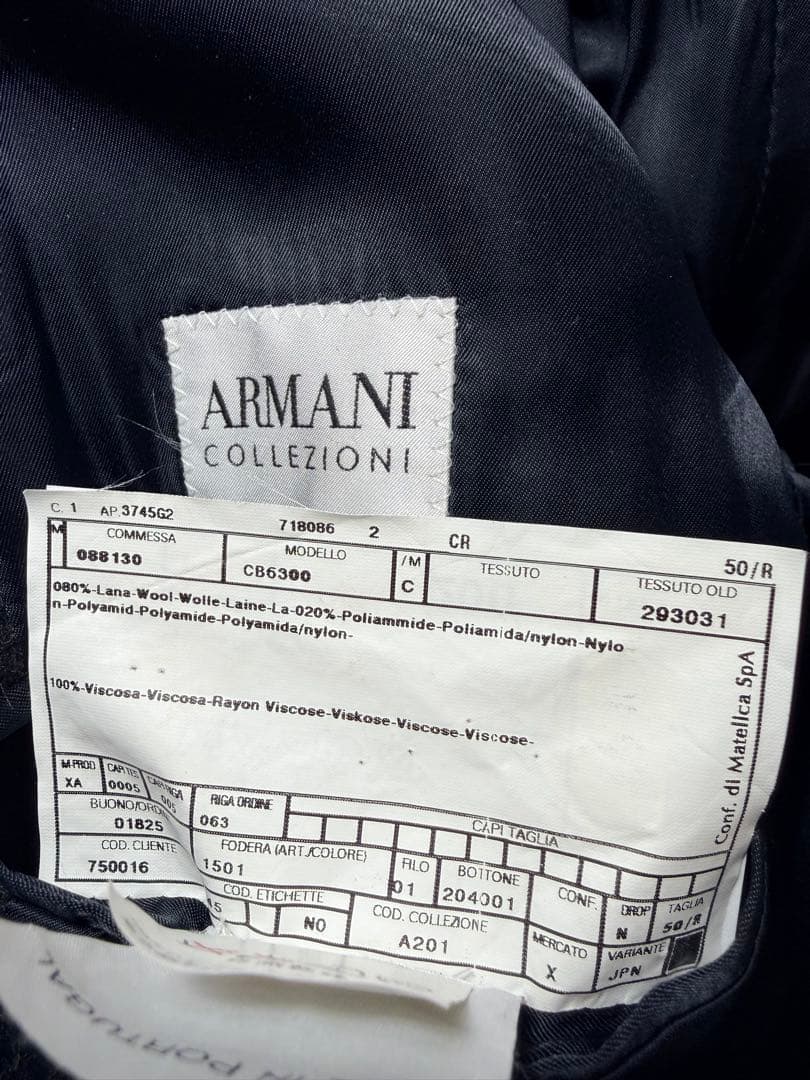 ARMANI
COLLEZIONI
C. 1 AP.3745G2 718086 2 CR 50/R
M COMMESSA MODELLO /M TESSUTO TESSUTO OLD
088130 CB6300 C 293031
080%-Lana-Wool-Wolle-Laine-La-020%-Poliammide-Poliamida/nylon-Nylo
n-Polyamid-Polyamide-Polyamida/nylon-
100%-Viscosa-Viscosa-Rayon Viscose-Viskose-Viscose-Viscose-
Conf. di Matelica SpA
M-PROD
XA 0005 005
RIGA ORDINE CAPI TAGLIA
063
BUONO/ORD
01825
COD. CLIENTE FODERA (ART./COLORE) FILO BOTTONE CONF. DROP TAGLIA
750016 1501 01 204001 N 50/R
COD. ETICHETTE COD. COLLEZIONE MERCATO VARIANTE
15 NO A201 X JPN
IN PORTUGAL